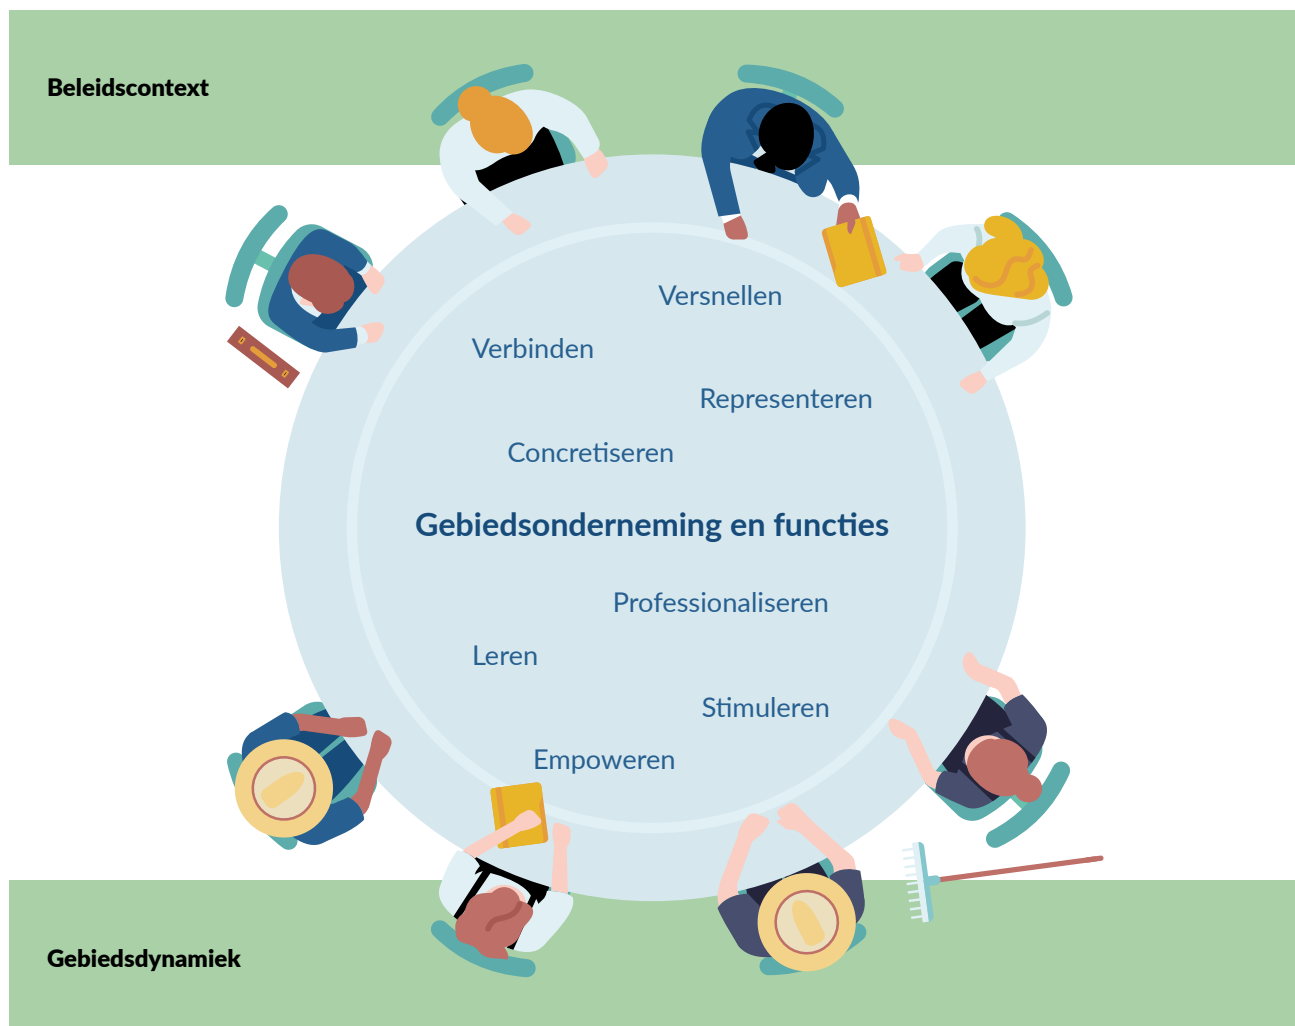 Beleidscontext
Versnellen
Verbinden
Representeren
Concretiseren
Gebiedsonderneming en functies
Professionaliseren
Leren
Stimuleren
Empoweren
Gebiedsdynamiek